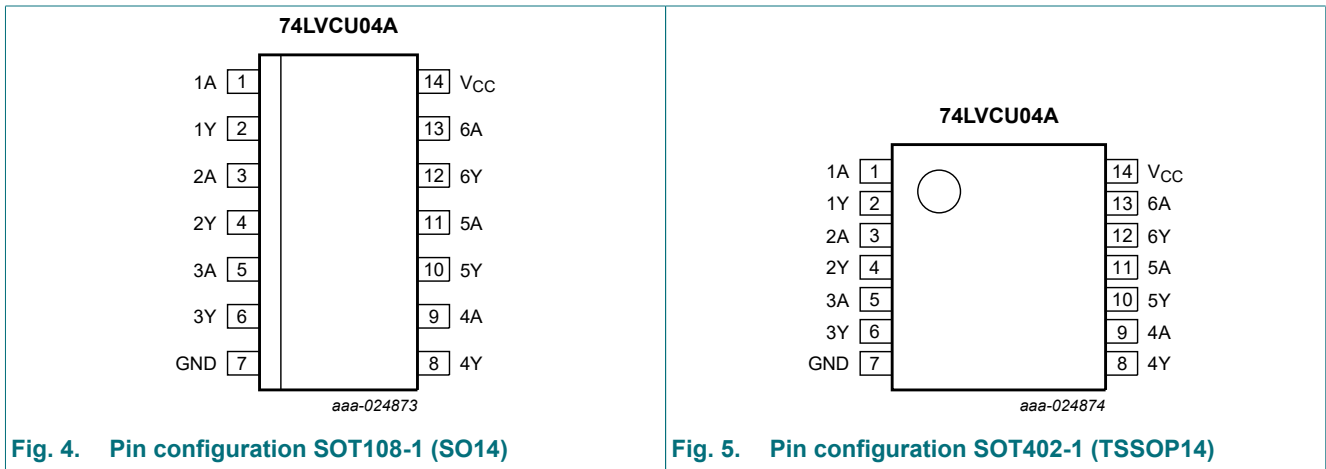 74LVCU04A
1A 1 14 VCC
1Y 2 13 6A
2A 3 12 6Y
2Y 4 11 5A
3A 5 10 5Y
3Y 6 9 4A
GND 7 8 4Y
aaa-024873
Fig. 4. Pin configuration SOT108-1 (SO14)
74LVCU04A
1A 1 14 VCC
1Y 2 13 6A
2A 3 12 6Y
2Y 4 11 5A
3A 5 10 5Y
3Y 6 9 4A
GND 7 8 4Y
aaa-024874
Fig. 5. Pin configuration SOT402-1 (TSSOP14)